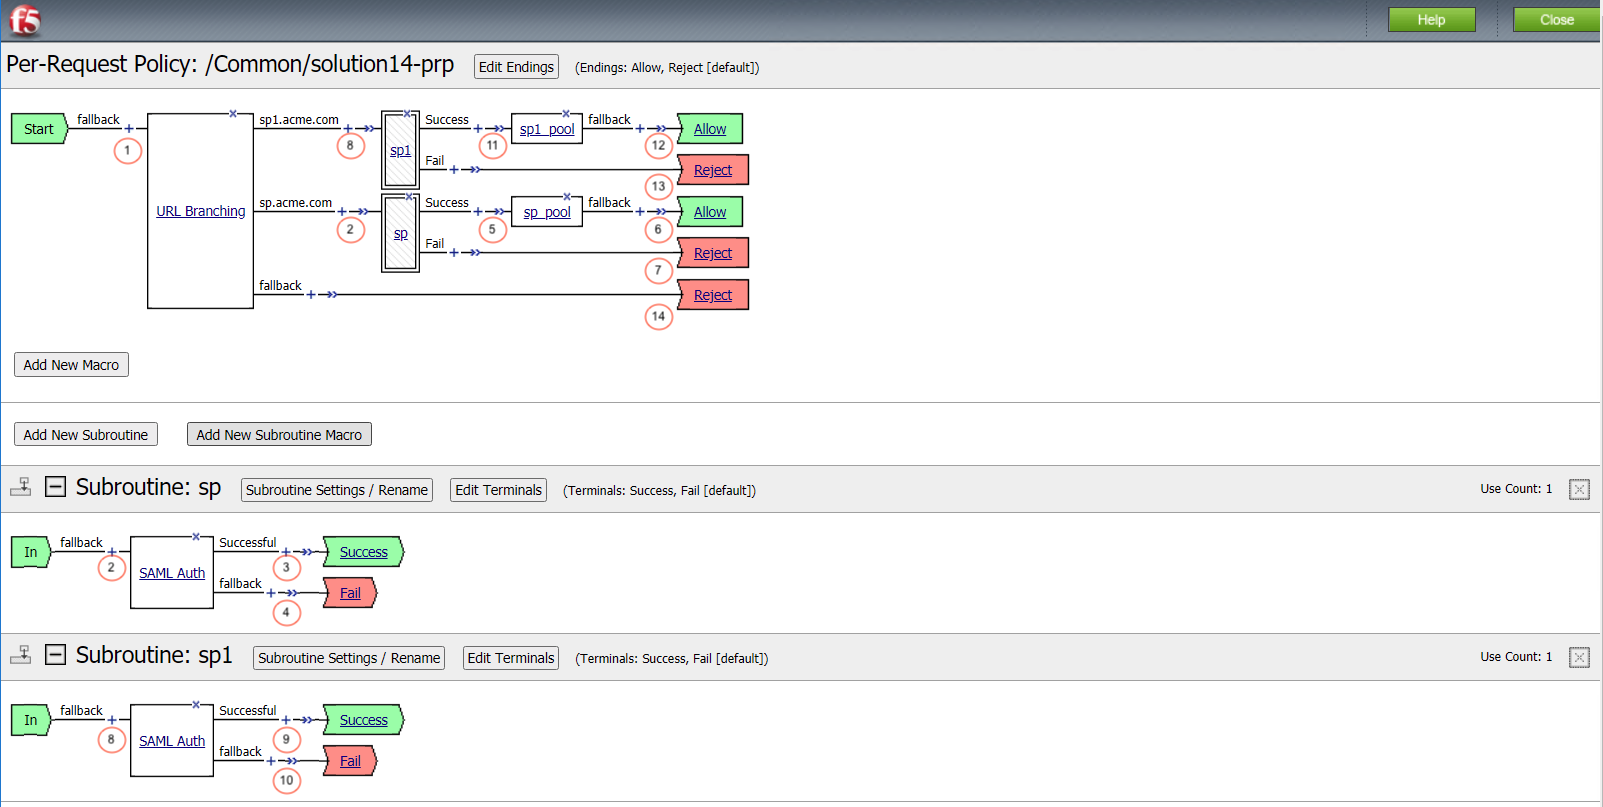 f5 Help Close
Per-Request Policy: /Common/solution14-prp Edit Endings (Endings: Allow, Reject [default])
Start fallback sp1.acme.com Success sp1_pool fallback Allow
1 8 11 12
sp1 Fail Reject
13
URL Branching sp.acme.com Success sp_pool fallback Allow
2 5 6
sp Fail Reject
7
fallback Reject
14
Add New Macro
Add New Subroutine Add New Subroutine Macro
Subroutine: sp Subroutine Settings / Rename Edit Terminals (Terminals: Success, Fail [default]) Use Count: 1
In fallback Successful Success
2 SAML Auth 3
fallback Fail
4
Subroutine: sp1 Subroutine Settings / Rename Edit Terminals (Terminals: Success, Fail [default]) Use Count: 1
In fallback Successful Success
8 SAML Auth 9
fallback Fail
10